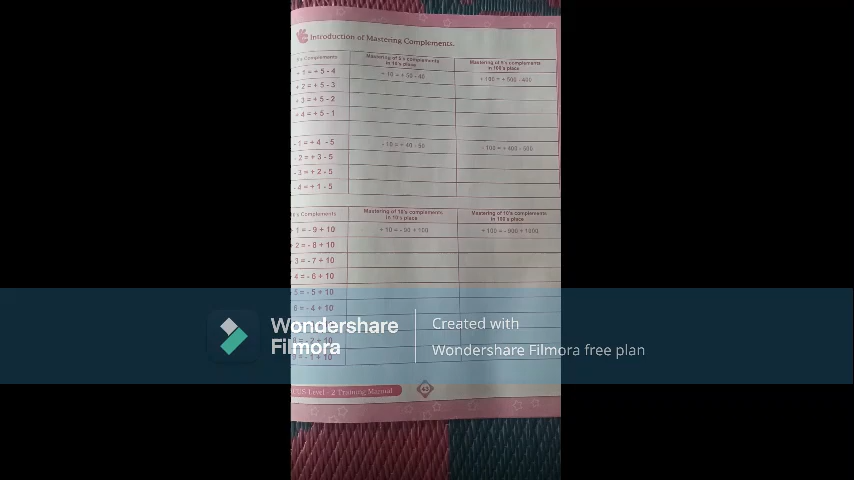 Introduction of Mastering Complements.
's Complements
Mastering of 5's complements in 10's place
Mastering of 5's complements in 100's place
+ 1 = + 5 - 4
+ 10 = + 50 - 40
+ 100 = + 500 - 400
+ 2 = + 5 - 3
+ 3 = + 5 - 2
+ 4 = + 5 - 1
- 1 = + 4 - 5
- 10 = + 40 - 50
- 100 = + 400 - 500
- 2 = + 3 - 5
- 3 = + 2 - 5
- 4 = + 1 - 5
's Complements
Mastering of 10's complements in 10's place
Mastering of 10's complements in 100's place
1 = - 9 + 10
+ 10 = - 90 + 100
+ 100 = - 900 + 1000
2 = - 8 + 10
3 = - 7 + 10
4 = - 6 + 10
5 = - 5 + 10
6 = - 4 + 10
- 2 + 10
- 1 + 10
Wondershare
Filmora
Created with
Wondershare Filmora free plan
Level - 2 Training Manual
43